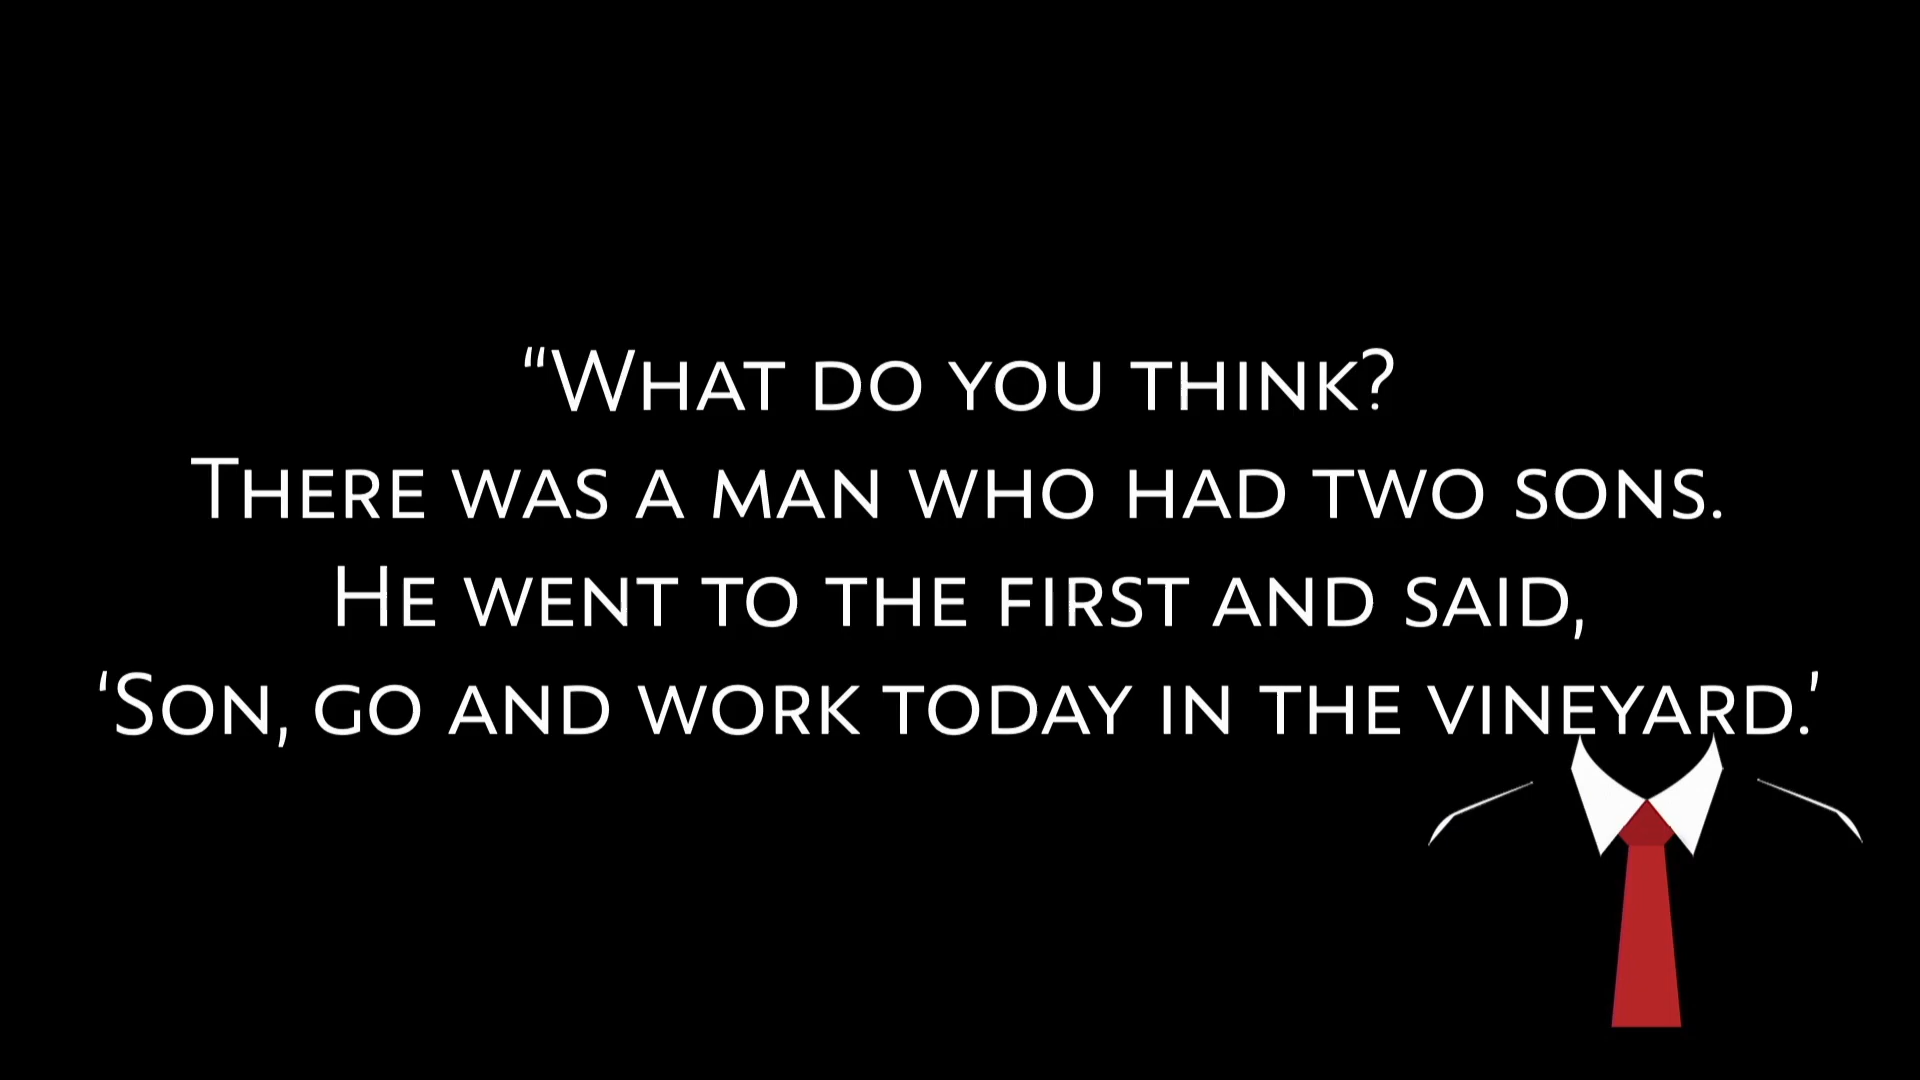 “What do you think?
There was a man who had two sons.
He went to the first and said,
‘Son, go and work today in the vineyard.’